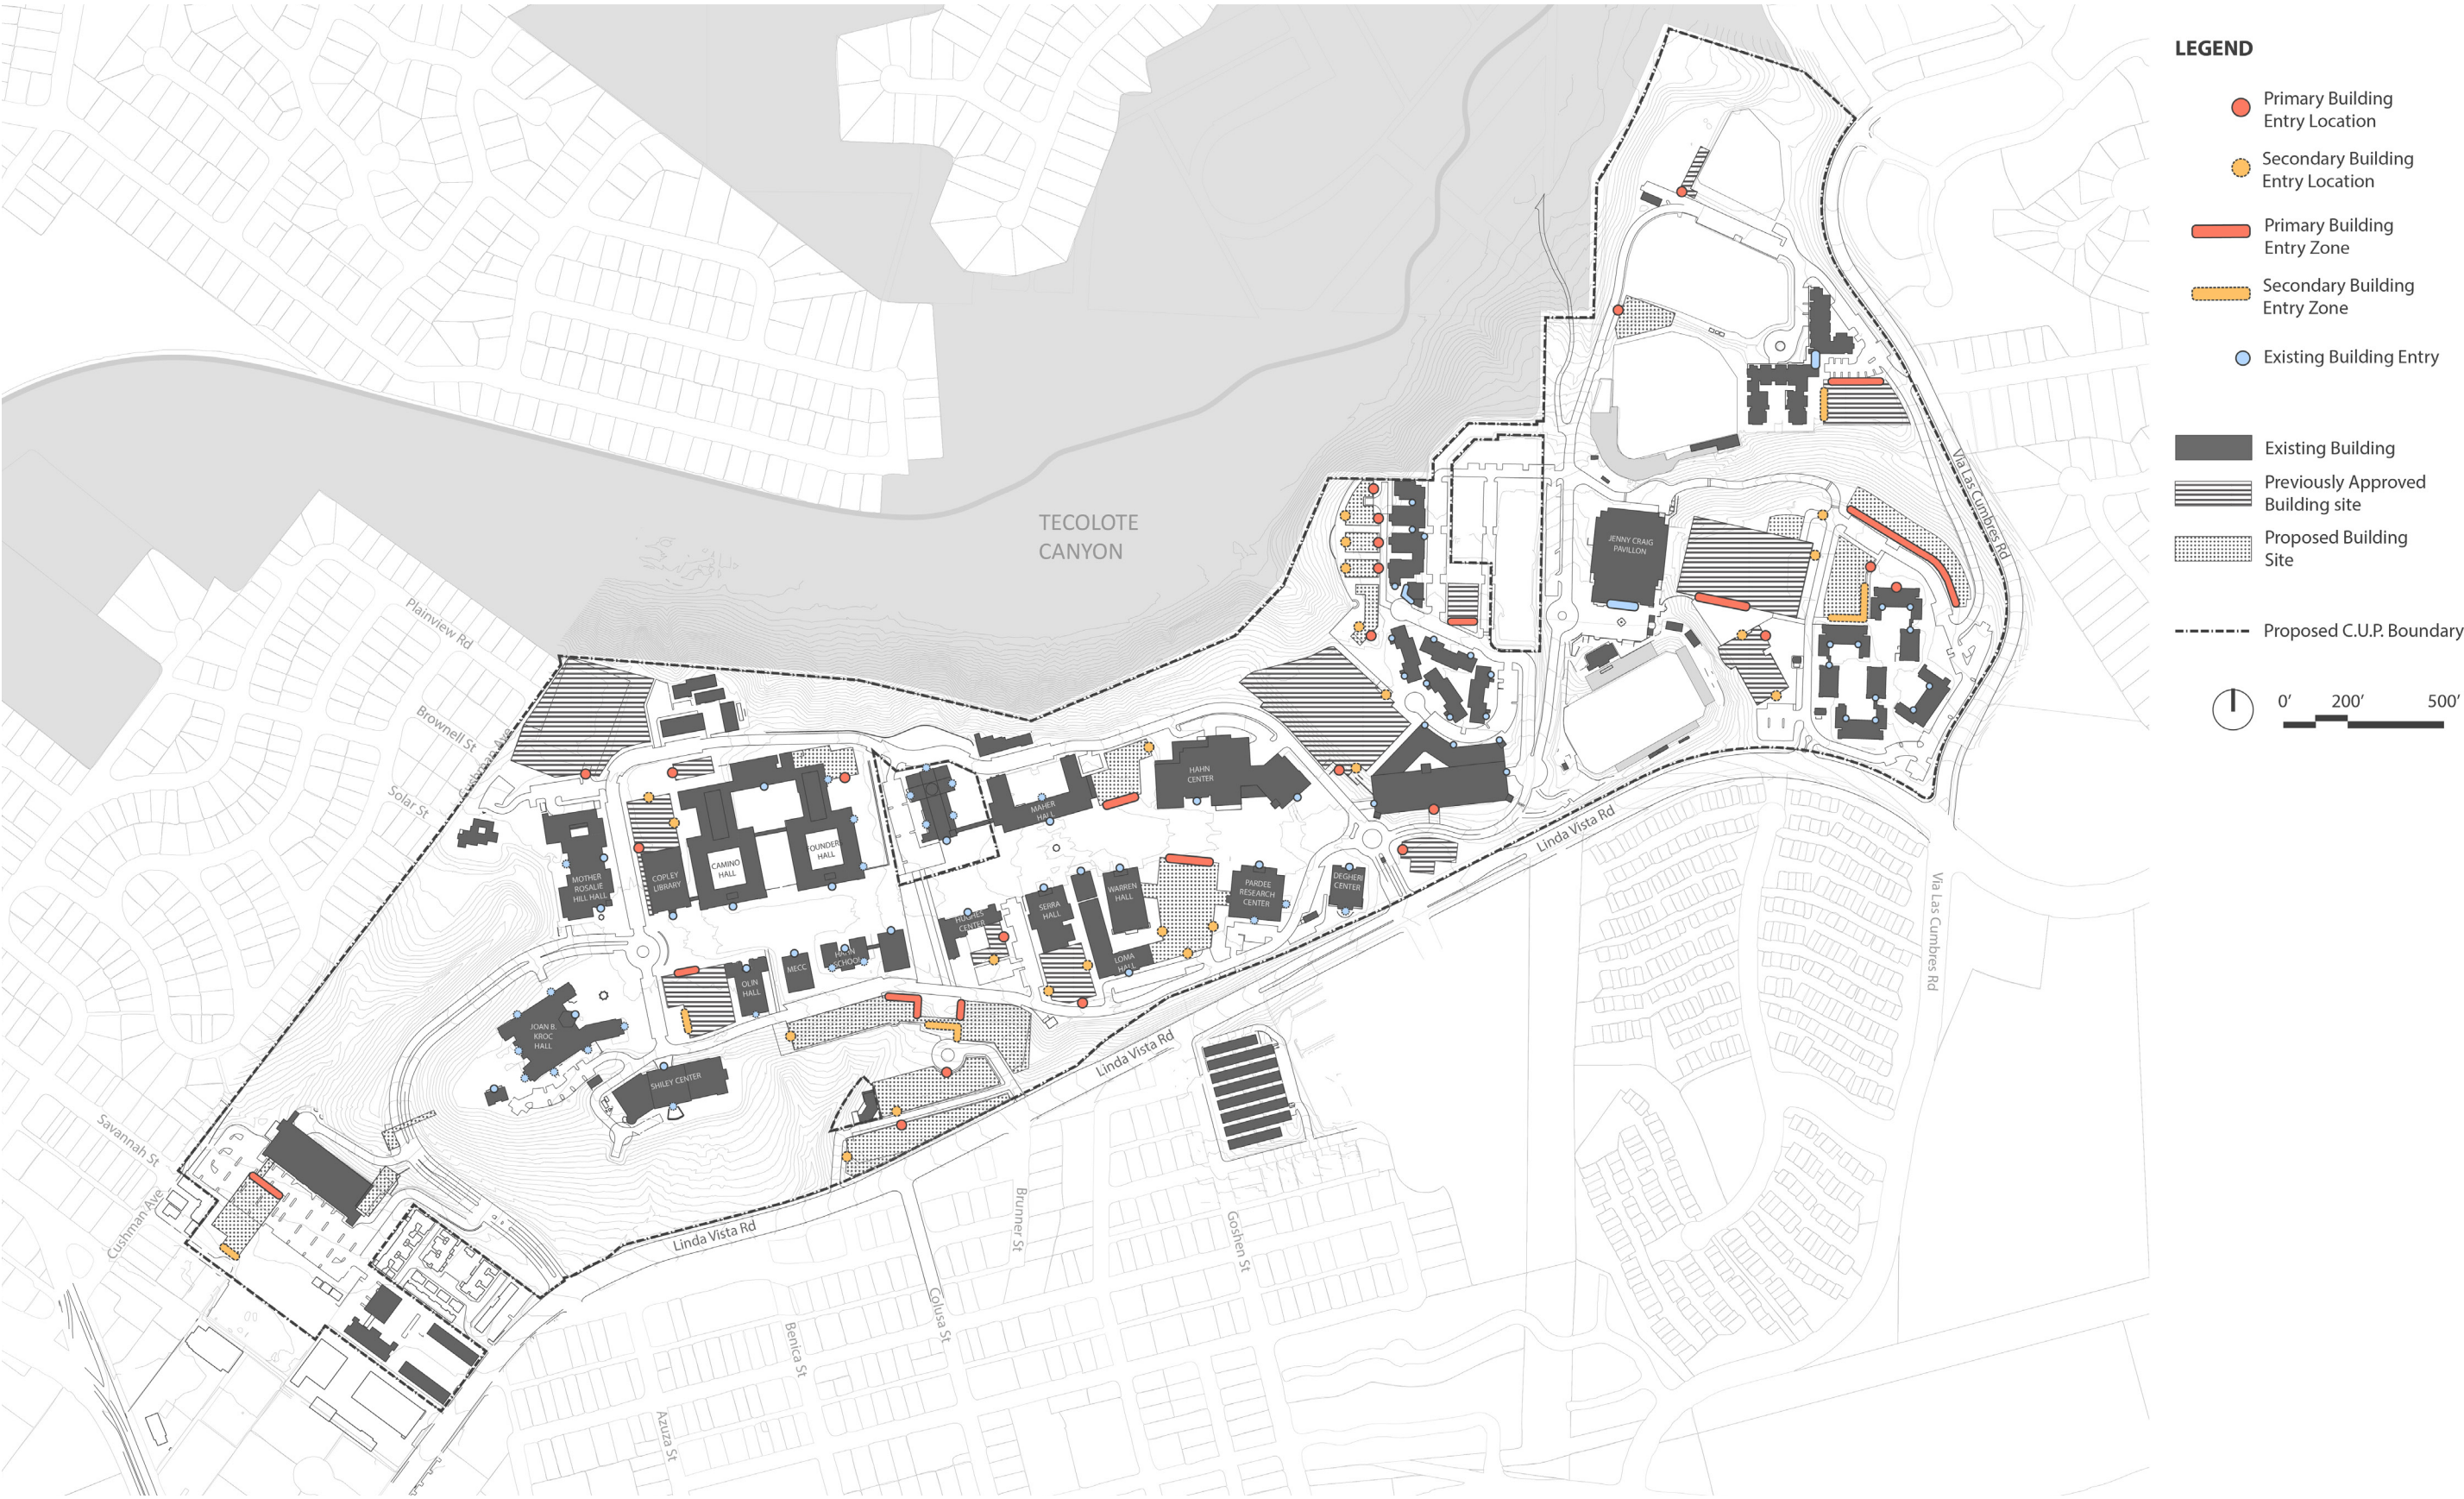 LEGEND
Primary Building
Entry Location
Secondary Building
Entry Location
Primary Building
Entry Zone
Secondary Building
Entry Zone
Existing Building Entry
Existing Building
Previously Approved
Building site
Proposed Building
Site
Proposed C.U.P. Boundary
0' 200' 500'
TECOLOTE
CANYON
Via Las Cumbres Rd
JENNY CRAIG
PAVILLON
Plainview Rd
Brownell St
Cushman Ave
Solar St
HAHN
CENTER
MAHER
HALL
Linda Vista Rd
FOUNDERS
HALL
CAMINO
HALL
COPLEY
LIBRARY
MOTHER
ROSALIE
HILL HALL
DEGHERI
CENTER
PARDEE
RESEARCH
CENTER
WARREN
HALL
SERRA
HALL
HUGHES
CENTER
Via Las Cumbres Rd
LOMA
HALL
SCHOOL
MECC
OLIN
HALL
JOAN B.
KROC
HALL
Linda Vista Rd
SHILEY CENTER
Savannah St
Cushman Ave
Linda Vista Rd
Brunner St
Goshen St
Colusa St
Benica St
Azuza St